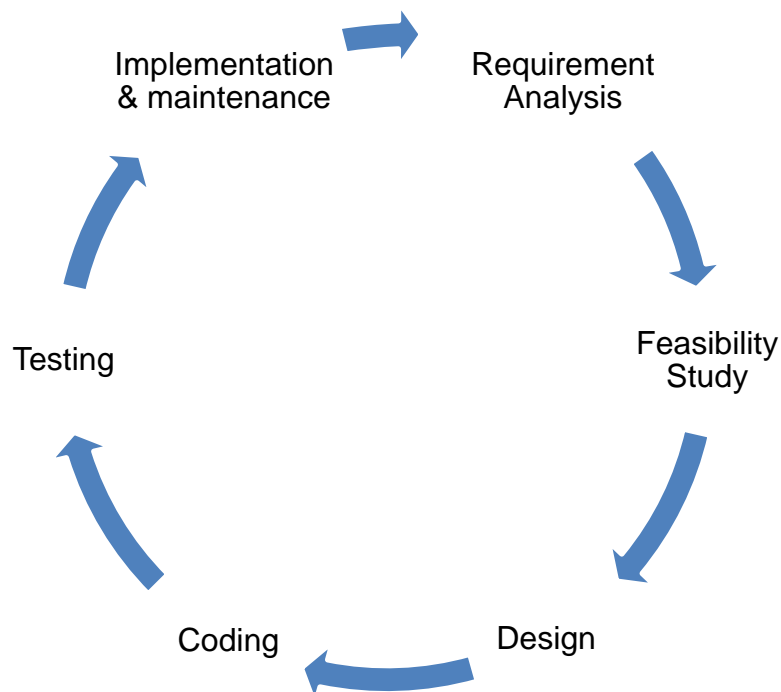 Implementation
& maintenance
Requirement
Analysis
Feasibility
Study
Design
Coding
Testing